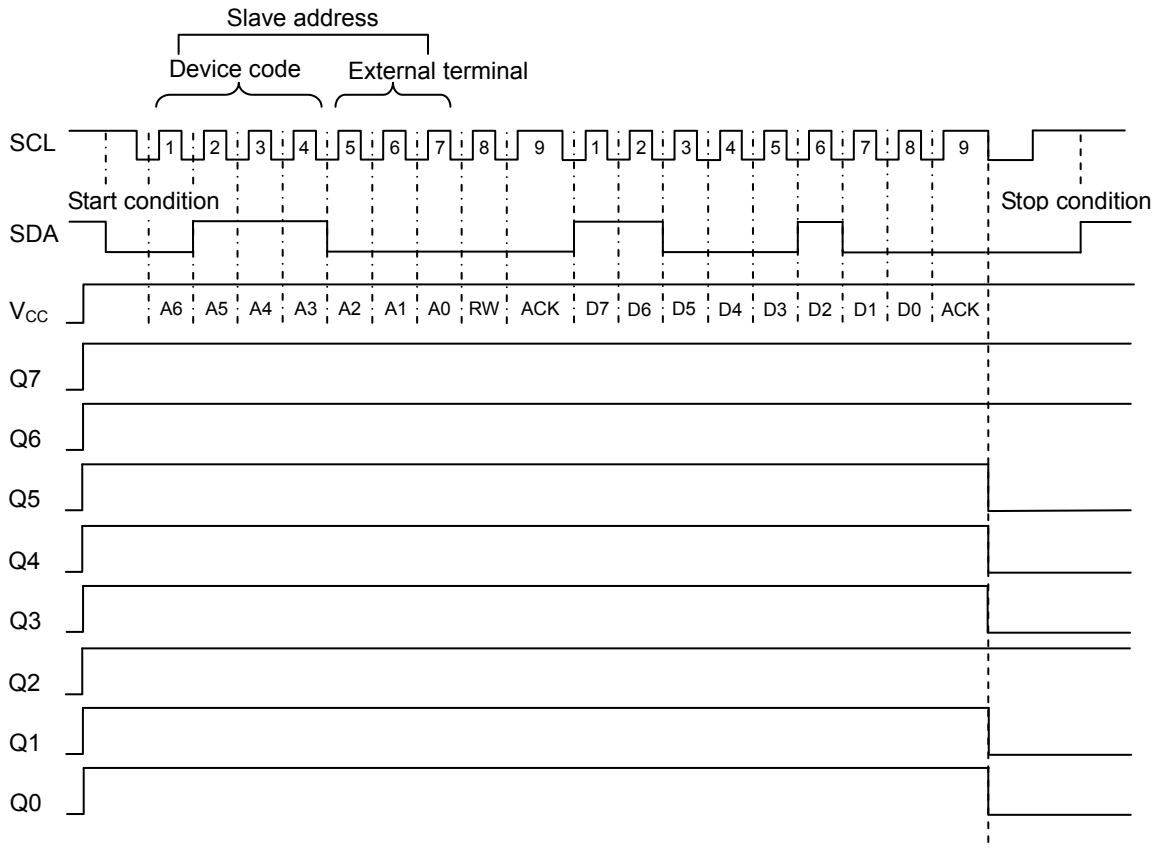 Slave address
Device code External terminal
SCL 1 2 3 4 5 6 7 8 9 1 2 3 4 5 6 7 8 9
Start condition Stop condition
SDA
VCC A6 A5 A4 A3 A2 A1 A0 RW ACK D7 D6 D5 D4 D3 D2 D1 D0 ACK
Q7
Q6
Q5
Q4
Q3
Q2
Q1
Q0